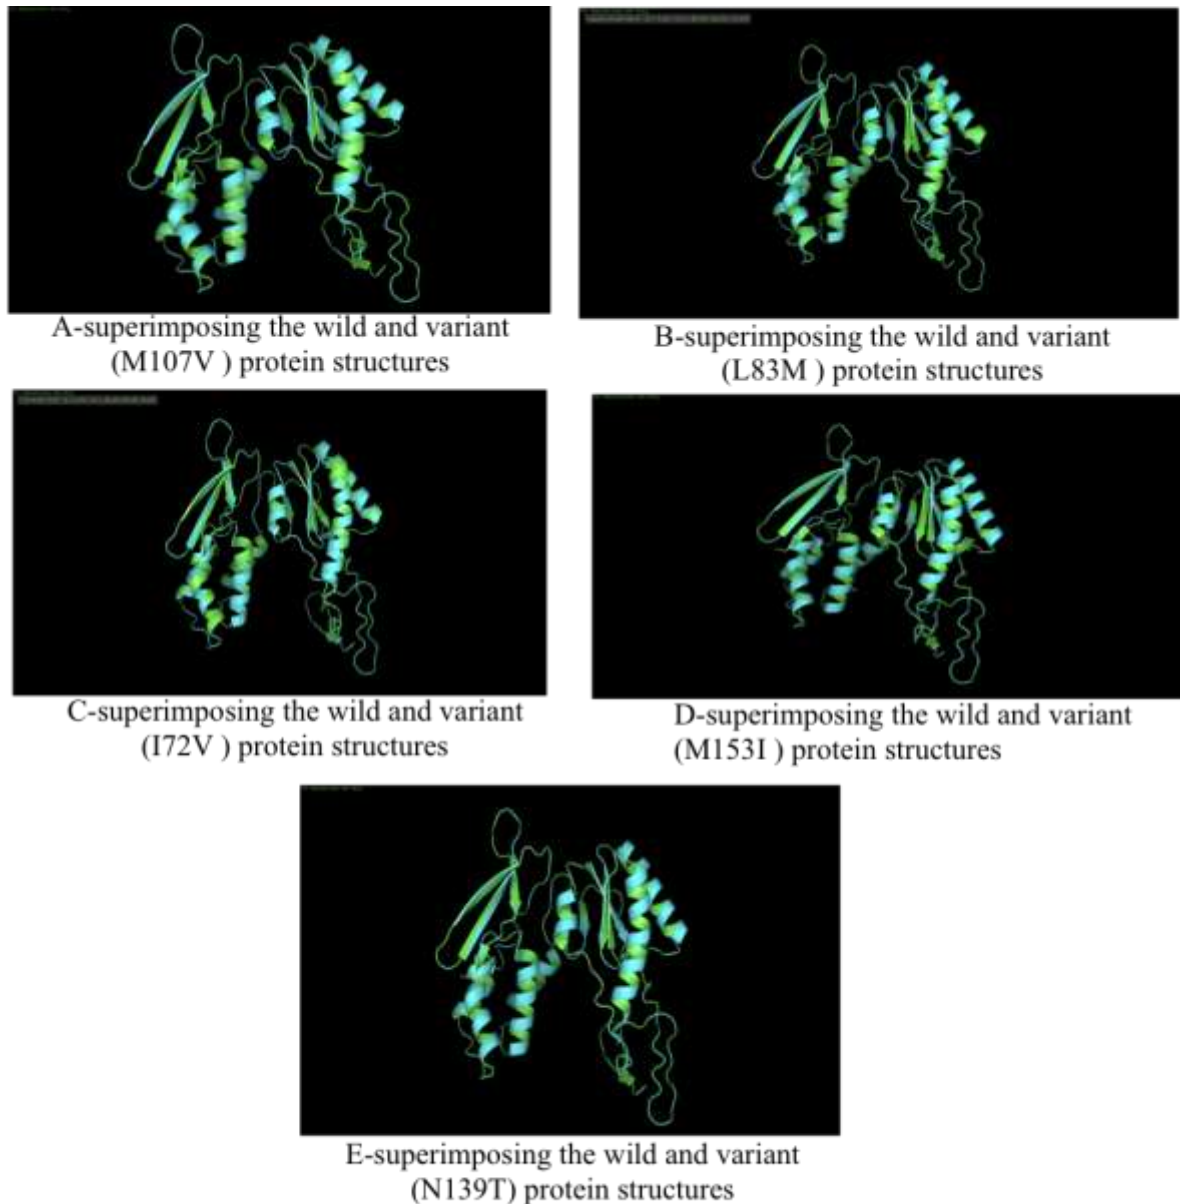 A-superimposing the wild and variant
(M107V ) protein structures
B-superimposing the wild and variant
(L83M ) protein structures
C-superimposing the wild and variant
(I72V ) protein structures
D-superimposing the wild and variant
(M153I ) protein structures
E-superimposing the wild and variant
(N139T) protein structures